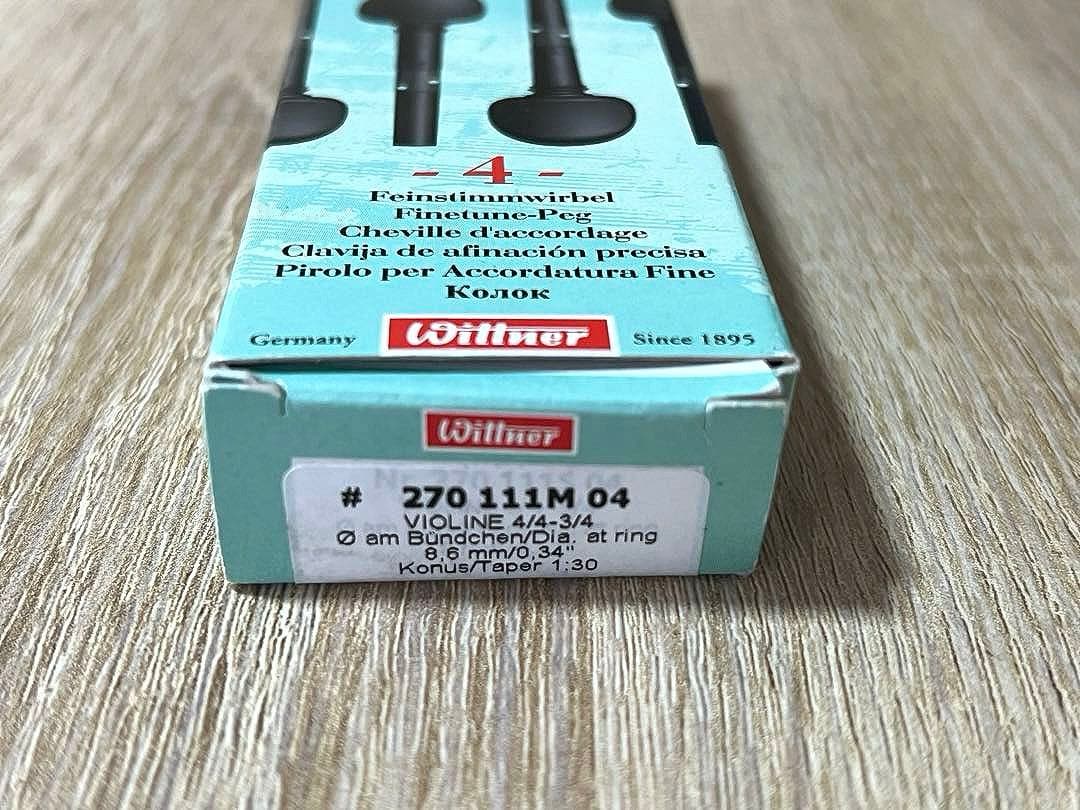 - 4 -
Feinstimmwirbel
Finetune-Peg
Cheville d'accordage
Clavija de afinación precisa
Pirolo per Accordatura Fine
Колок
Germany Wittner Since 1895
Wittner
# 270 111M 04
VIOLINE 4/4-3/4
Ø am Bündchen/Dia. at ring
8,6 mm/0,34"
Konus/Taper 1:30